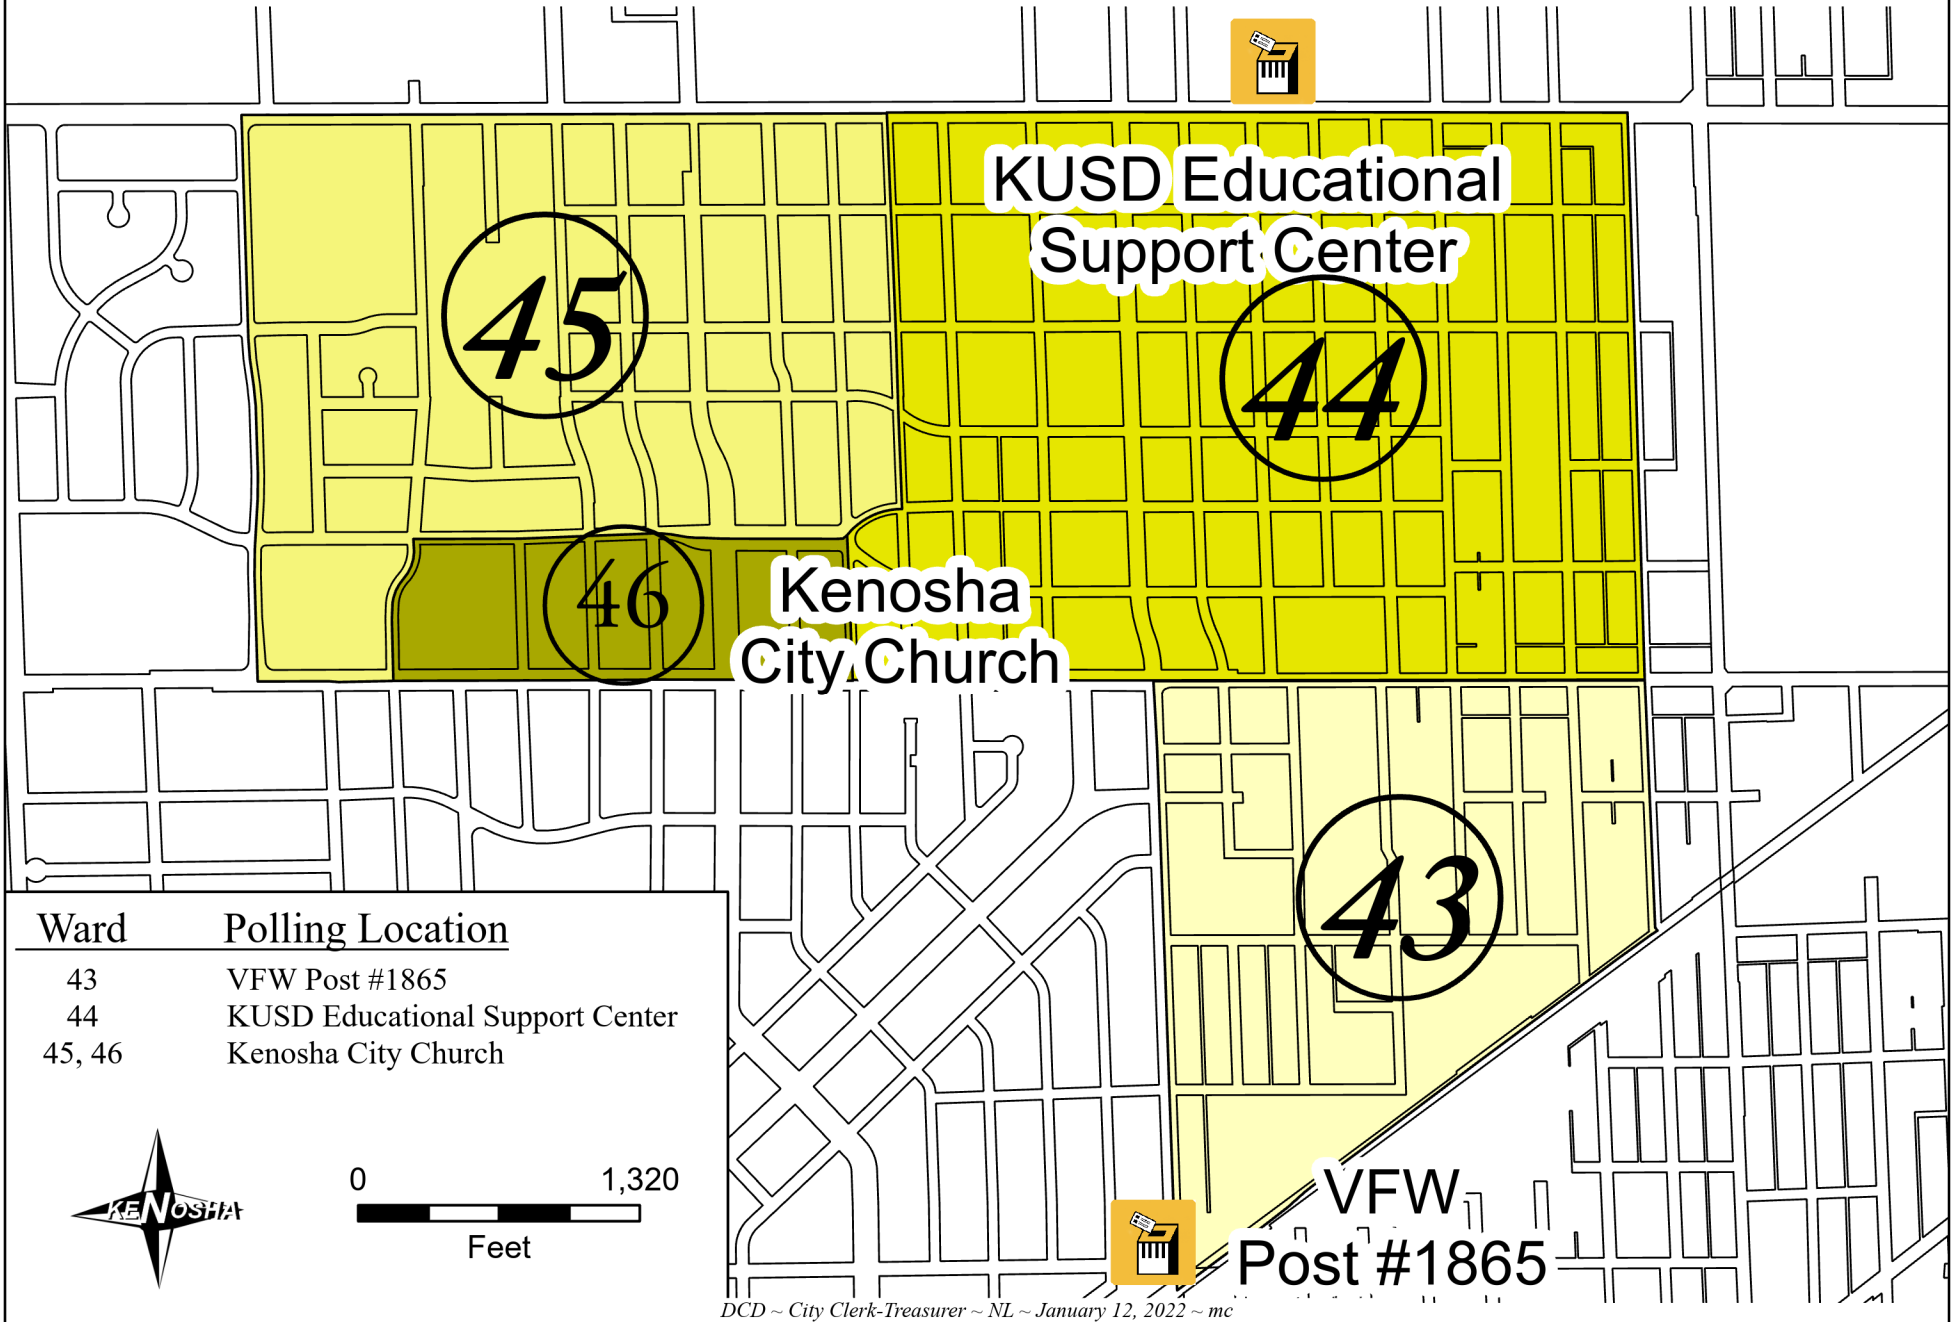 KUSD Educational
Support Center
45
44
46
Kenosha
City Church
43
Ward Polling Location
43 VFW Post #1865
44 KUSD Educational Support Center
45, 46 Kenosha City Church
KENOSHA
0 1,320
Feet
VFW
Post #1865
DCD ~ City Clerk-Treasurer ~ NL ~ January 12, 2022 ~ mc